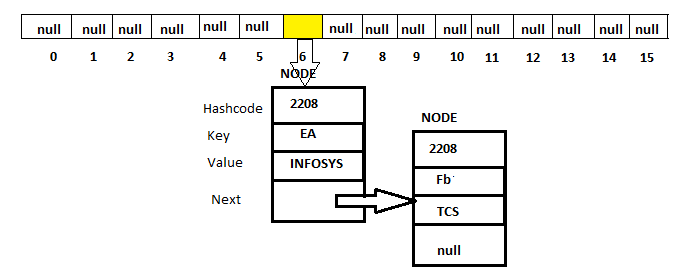 null null null null null null null null null null null null null null null
0 1 2 3 4 5 6 7 8 9 10 11 12 13 14 15
NODE
Hashcode 2208
Key EA
Value INFOSYS
Next
NODE
2208
Fb
TCS
null